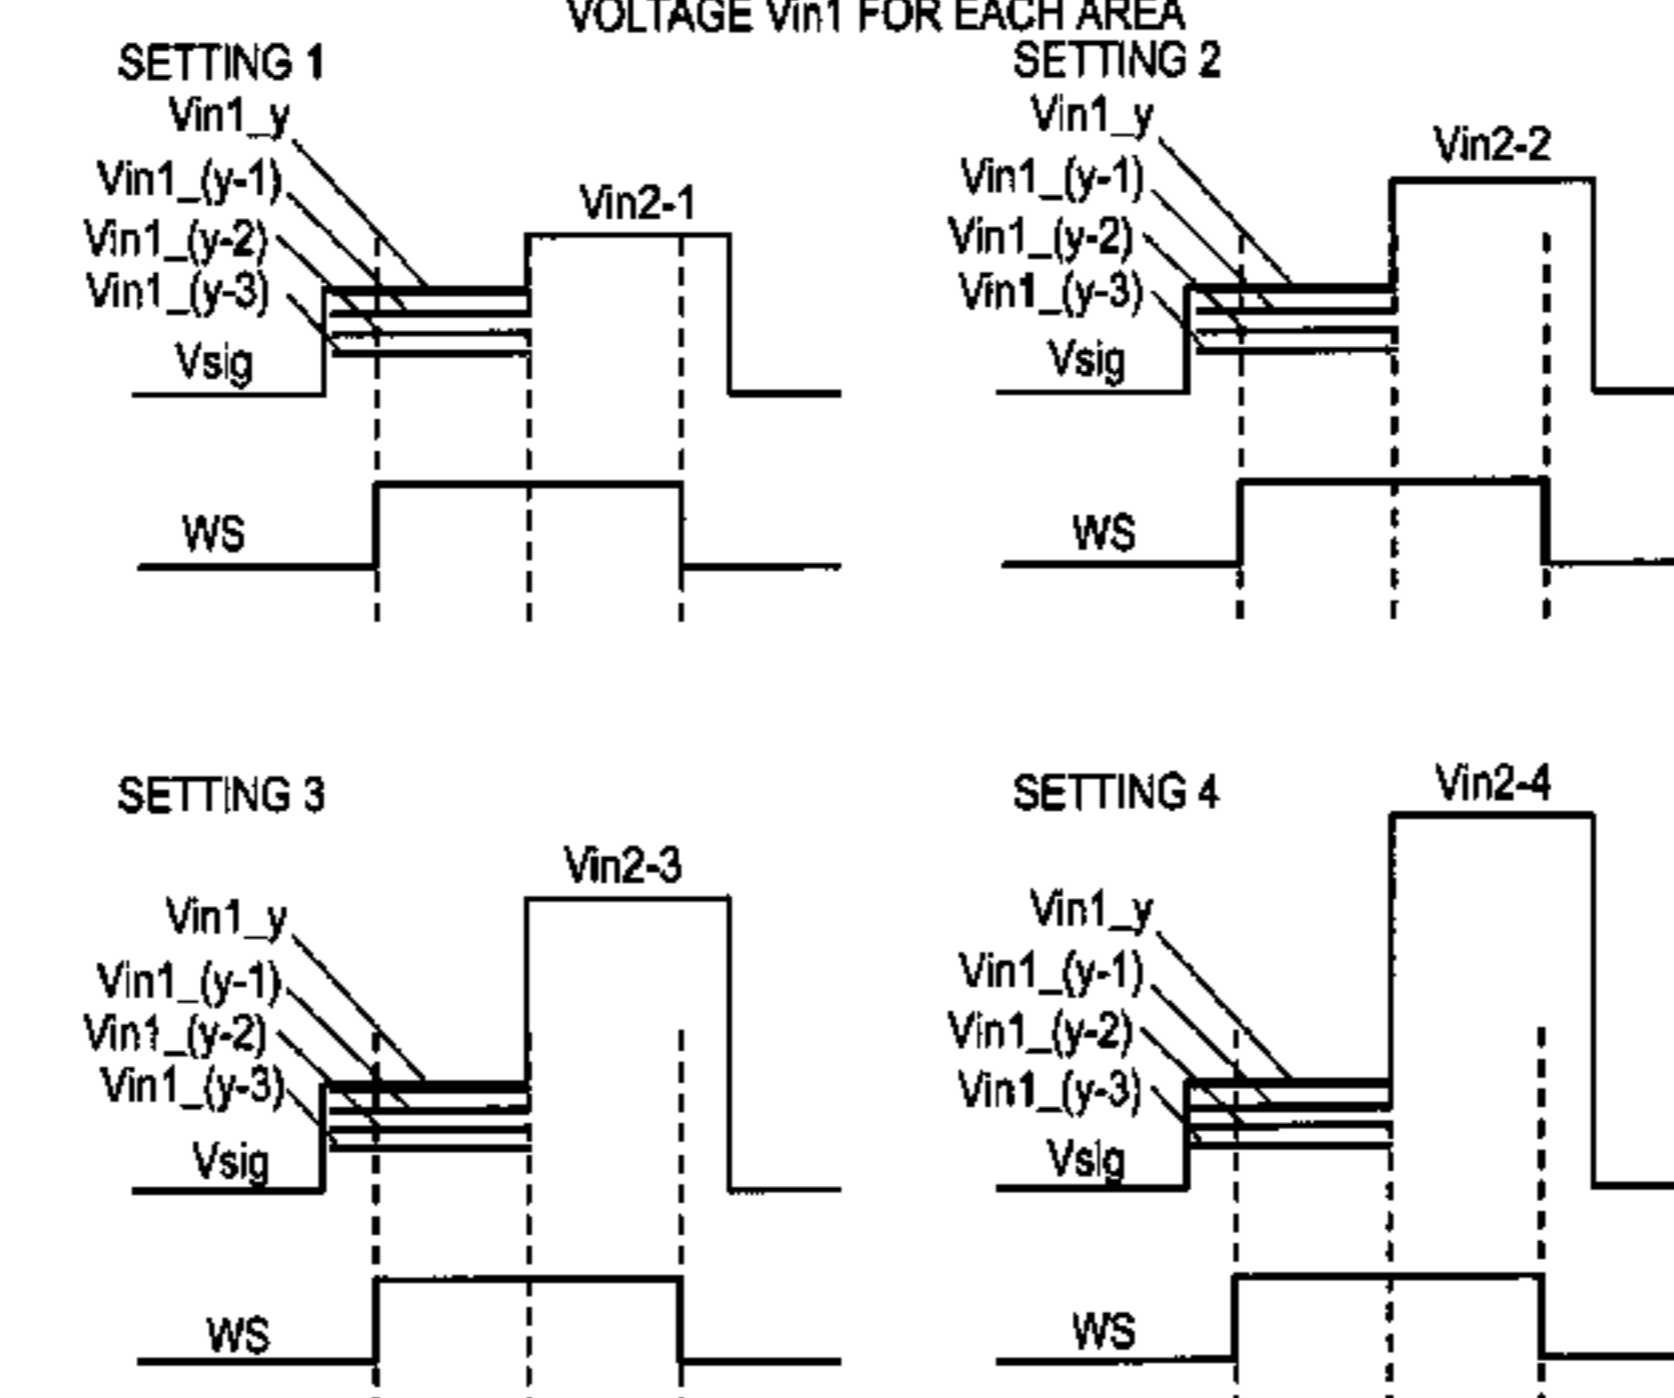 VOLTAGE Vin1 FOR EACH AREA
SETTING 1
Vin1_y
Vin1_(y-1)
Vin2-1
Vin1_(y-2)
Vin1_(y-3)
Vsig
WS
SETTING 2
Vin1_y
Vin2-2
Vin1_(y-1)
Vin1_(y-2)
Vin1_(y-3)
Vsig
WS
SETTING 3
Vin2-3
Vin1_y
Vin1_(y-1)
Vin1_(y-2)
Vin1_(y-3)
Vsig
WS
SETTING 4
Vin2-4
Vin1_y
Vin1_(y-1)
Vin1_(y-2)
Vin1_(y-3)
Vsig
WS